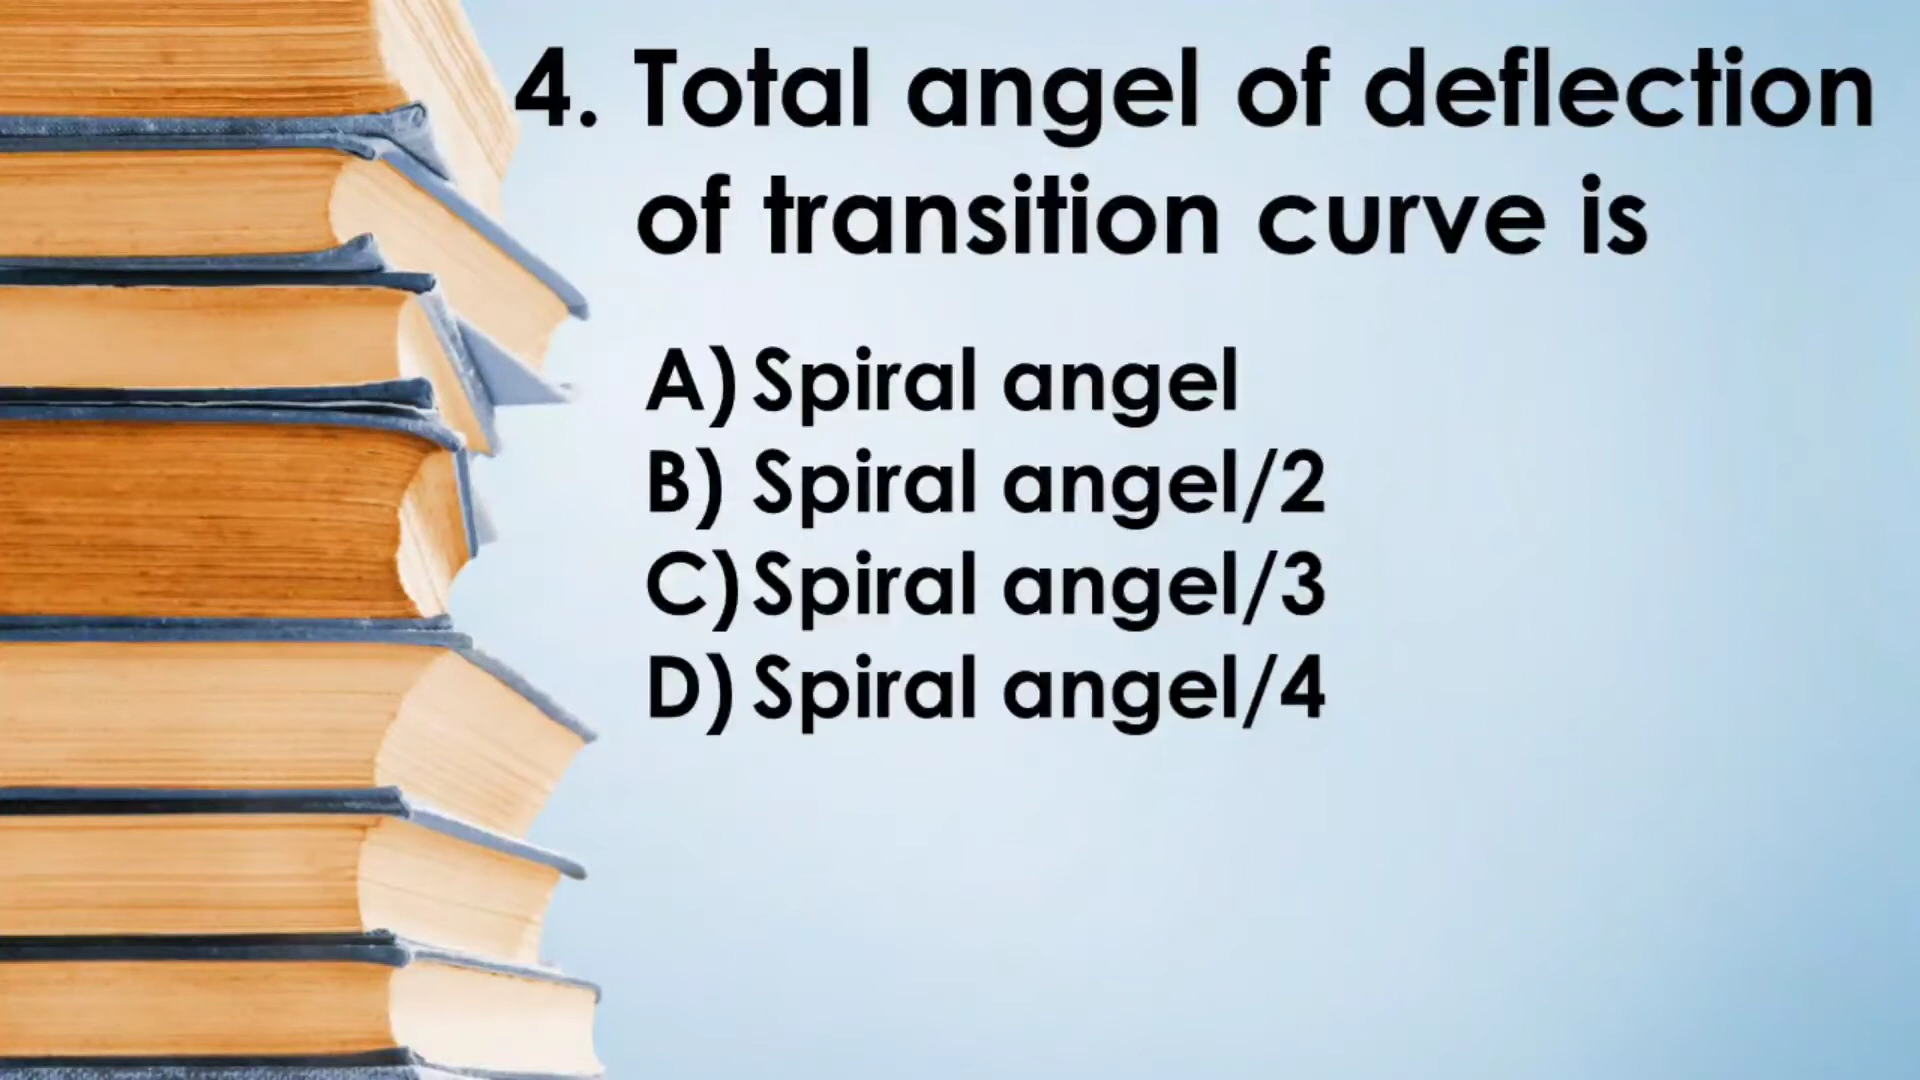 4. Total angel of deflection
of transition curve is
A) Spiral angel
B) Spiral angel/2
C) Spiral angel/3
D) Spiral angel/4